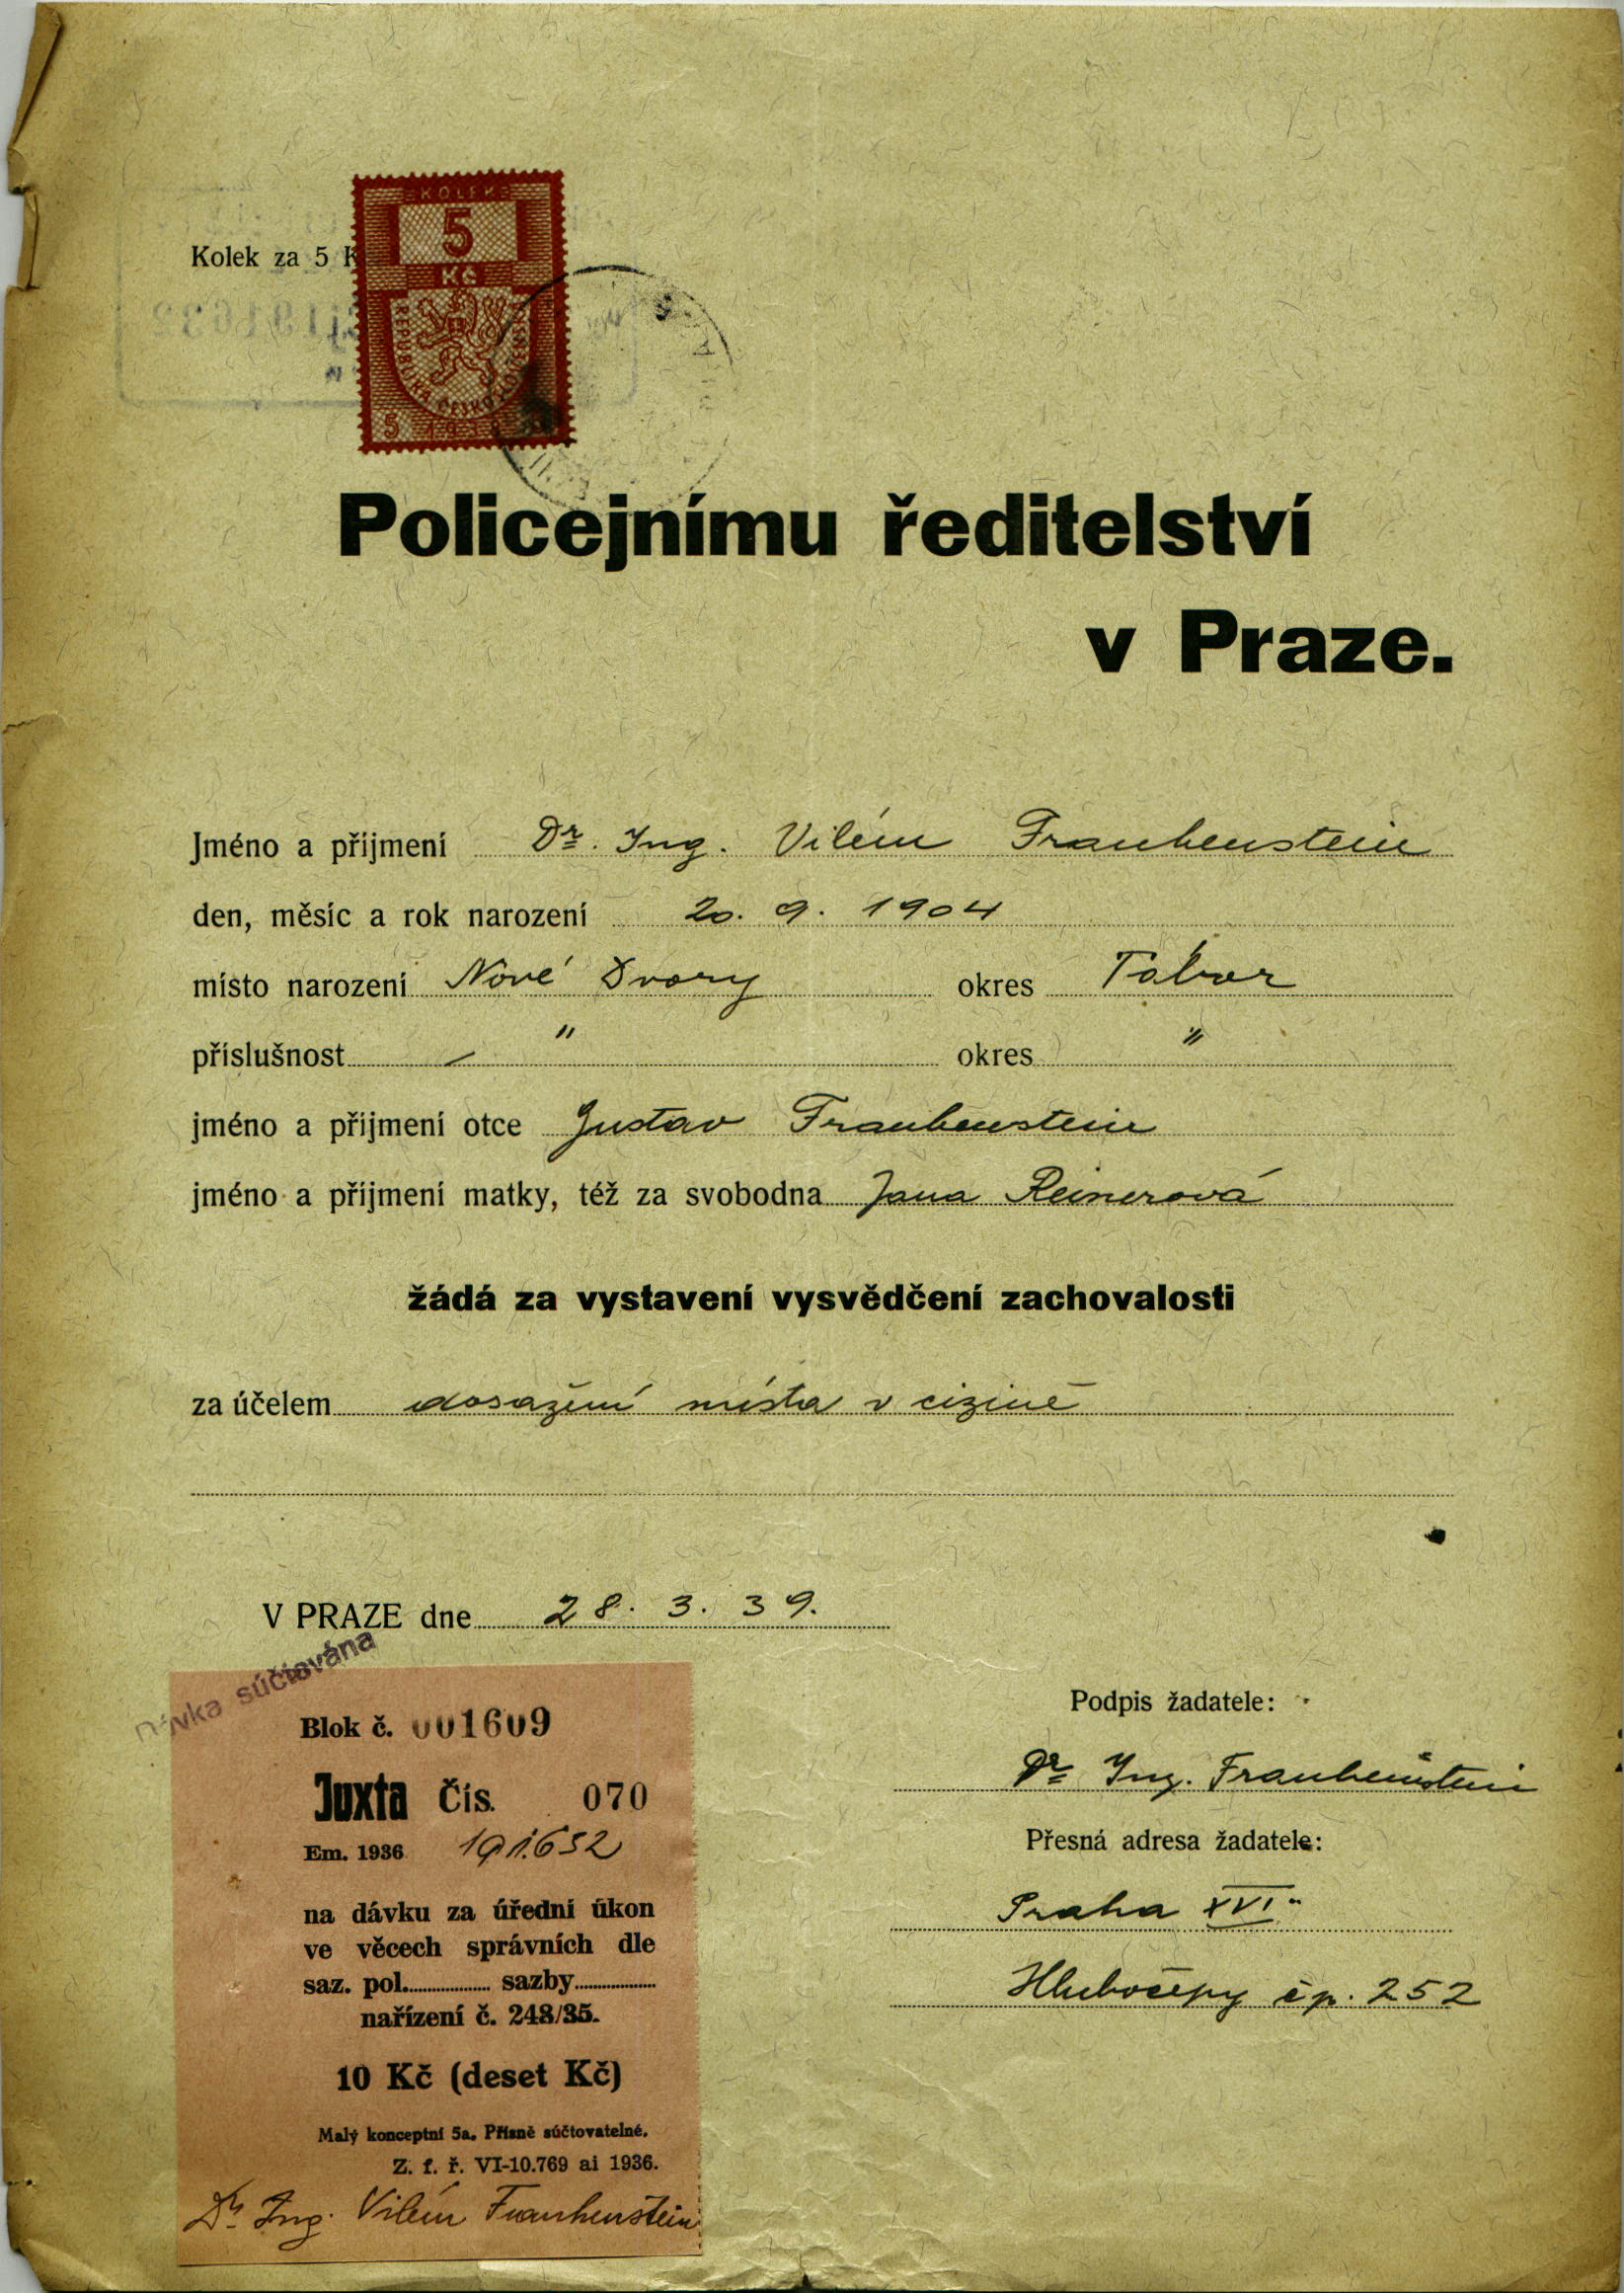 KOLEK
5
Kč
REPUBLIKA ČESKOSLOVENSKÁ
5
Kolek za 5 K
Policejnímu ředitelství
v Praze.
Jméno a příjmení Dr. Ing. Vilém Frankenstein
den, měsíc a rok narození 20. 9. 1904
místo narození Nové Dvory okres Tábor
příslušnost — " okres "
jméno a příjmení otce Gustav Frankenstein
jméno a příjmení matky, též za svobodna Jana Reinerová
žádá za vystavení vysvědčení zachovalosti
za účelem dosažení místa v cizině
V PRAZE dne 28. 3. 39.
Dávka súčtována
Blok č. 001609
Juxta Čís. 070
Em. 1936 191.632
na dávku za úřední úkon
ve věcech správních dle
saz. pol. sazby
nařízení č. 248/35.
10 Kč (deset Kč)
Malý konceptní 5a. Přísně súčtovatelné.
Z. f. ř. VI-10.769 ai 1936.
Dr. Ing. Vilém Frankenstein
Podpis žadatele:
Dr Ing. Frankenstein
Přesná adresa žadatele:
Praha XVI.
Hlubočepy čp. 252